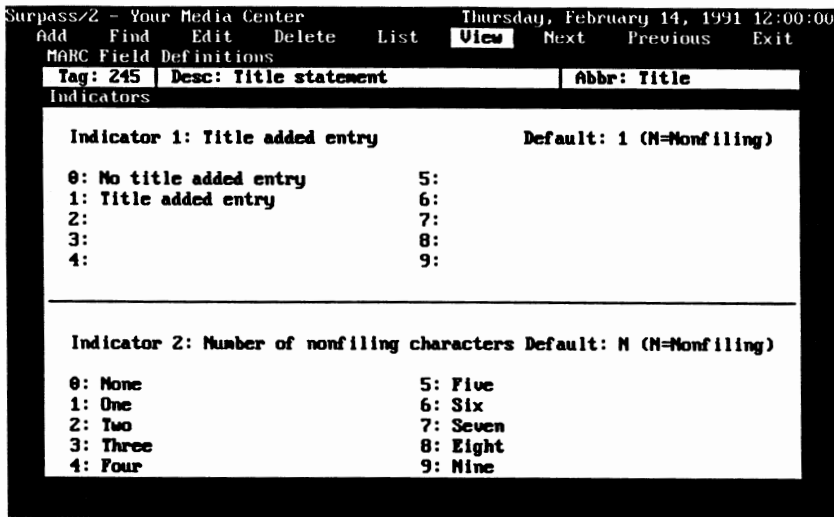 Surpass/2 - Your Media Center Thursday, February 14, 1991 12:00:00
Add Find Edit Delete List View Next Previous Exit
MARC Field Definitions
Tag: 245 Desc: Title statement Abbr: Title
Indicators
Indicator 1: Title added entry Default: 1 (N=Nonfiling)
0: No title added entry 5:
1: Title added entry 6:
2: 7:
3: 8:
4: 9:
Indicator 2: Number of nonfiling characters Default: N (N=Nonfiling)
0: None 5: Five
1: One 6: Six
2: Two 7: Seven
3: Three 8: Eight
4: Four 9: Nine